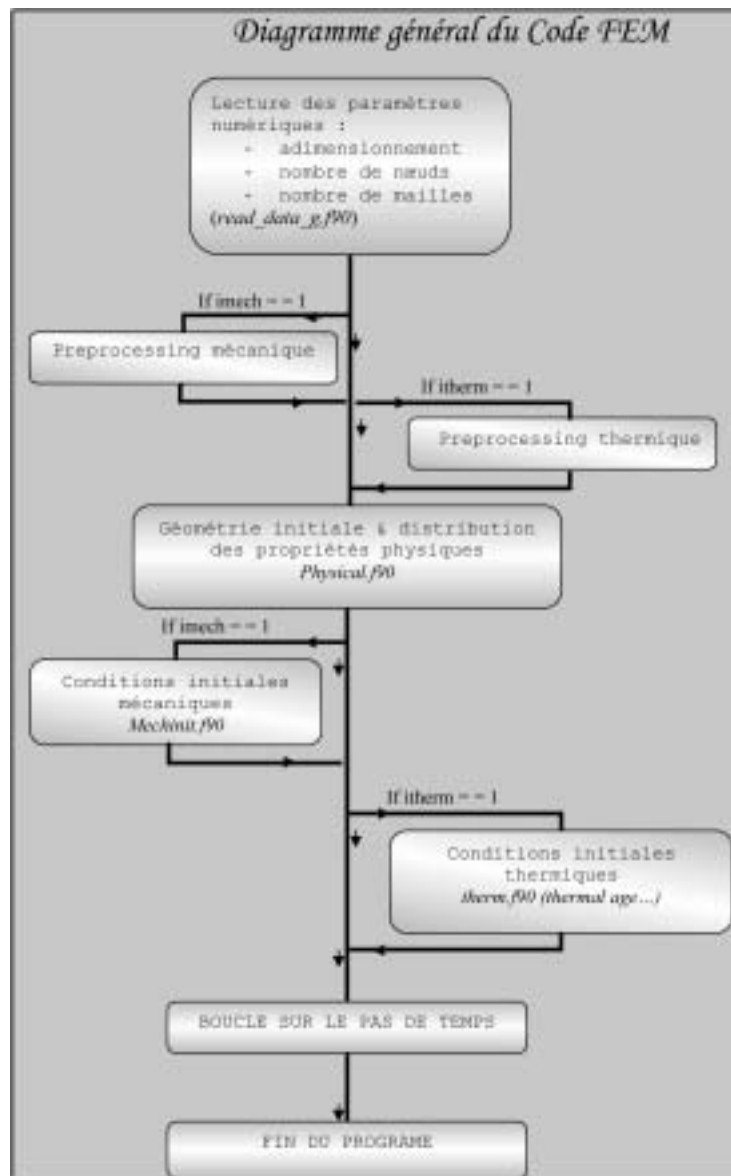 Diagramme général du Code FEM
Lecture des paramètres
numériques :
- adimensionnement
- nombre de nœuds
- nombre de mailles
(read_data_g.f90)
If imech = = 1
Preprocessing mécanique
If itherm = = 1
Preprocessing thermique
Géométrie initiale & distribution
des propriétés physiques
Physical.f90
If imech = = 1
Conditions initiales
mécaniques
Mechinit.f90
If itherm = = 1
Conditions initiales
thermiques
therm.f90 (thermal age...)
BOUCLE SUR LE PAS DE TEMPS
FIN DU PROGRAME